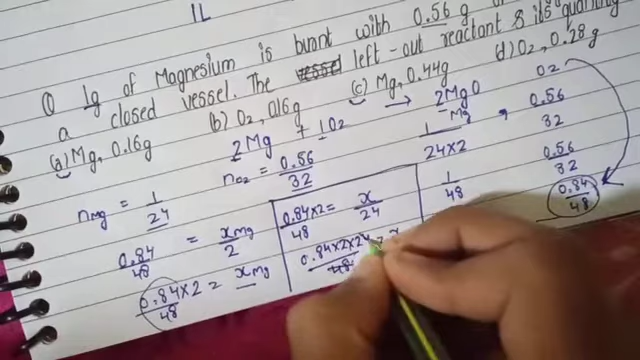 1L
Q 1g of Magnesium is burnt with 0.56 g
a closed vessel. The left-out reactant & its quantity
(a) Mg, 0.16g (b) O2, 0.16g (c) Mg, 0.44g (d) O2, 0.28g
2Mg + 1O2 → 2MgO
nMg = 1/24
nO2 = 0.56/32
0.84/48 = xMg/2
0.84×2/48 = xMg
0.84×2/48 = x/24
0.84×2×24/48 = x
1/24×2 Mg , 0.56/32 O2
1/48 0.56/32
0.84/48